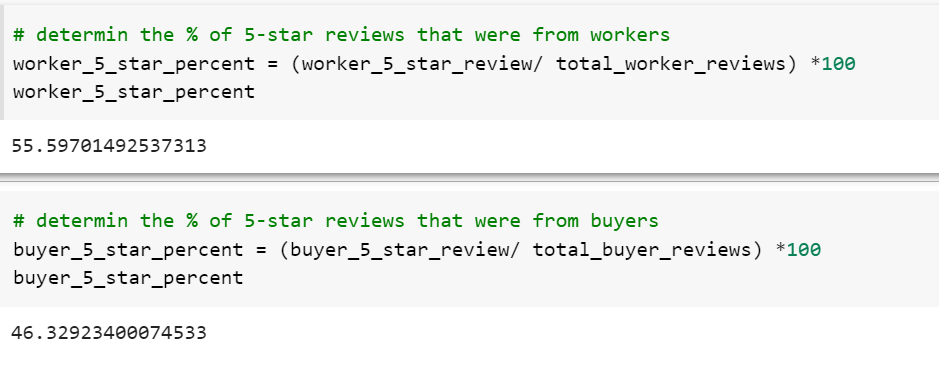 # determin the % of 5-star reviews that were from workers
worker_5_star_percent = (worker_5_star_review/ total_worker_reviews) *100
worker_5_star_percent
55.59701492537313
# determin the % of 5-star reviews that were from buyers
buyer_5_star_percent = (buyer_5_star_review/ total_buyer_reviews) *100
buyer_5_star_percent
46.32923400074533